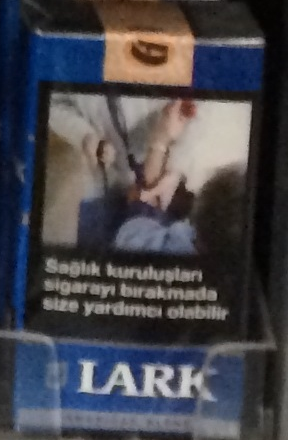 Sağlık kuruluşları
sigarayı bırakmada
size yardımcı olabilir
LARK